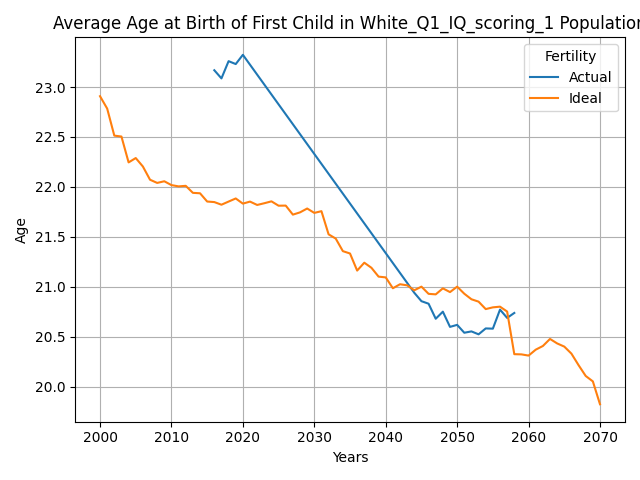 Average Age at Birth of First Child in White_Q1_IQ_scoring_1 Population
Fertility
Actual
Ideal
23.0
22.5
22.0
21.5
21.0
20.5
20.0
Age
2000 2010 2020 2030 2040 2050 2060 2070
Years